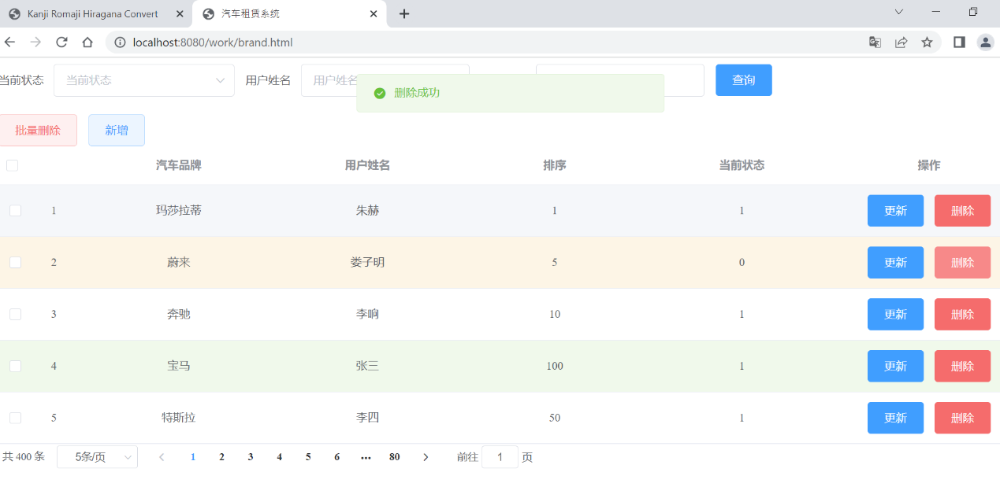 Kanji Romaji Hiragana Convert 汽车租赁系统
localhost:8080/work/brand.html
当前状态 当前状态 用户姓名 用户姓名 查询
删除成功
批量删除 新增
汽车品牌 用户姓名 排序 当前状态 操作
1 玛莎拉蒂 朱赫 1 1 更新 删除
2 蔚来 娄子明 5 0 更新 删除
3 奔驰 李响 10 1 更新 删除
4 宝马 张三 100 1 更新 删除
5 特斯拉 李四 50 1 更新 删除
共 400 条 5条/页 1 2 3 4 5 6 ... 80 前往 1 页